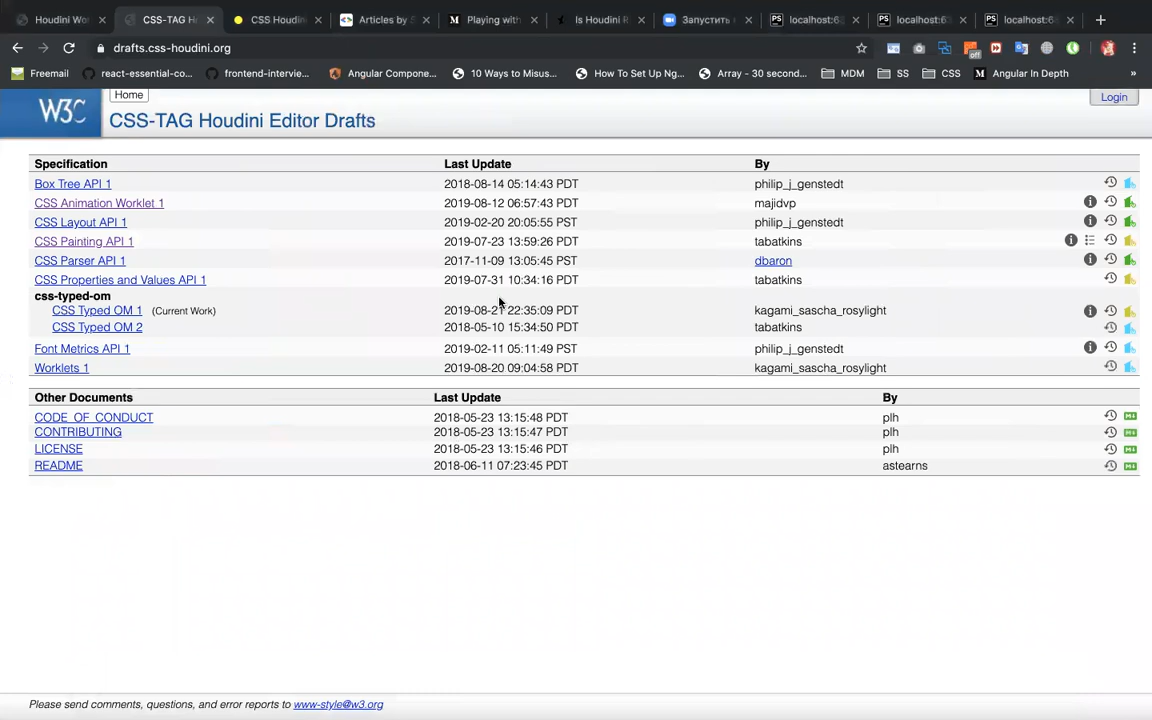 Houdini Wor
CSS-TAG H
CSS Houdin
Articles by S
Playing with
Is Houdini R
Запустить
localhost:6
localhost:6
localhost:6
drafts.css-houdini.org
off
Freemail
react-essential-co...
frontend-intervie...
Angular Compone...
10 Ways to Misus...
How To Set Up Ng...
Array - 30 second...
MDM
SS
CSS
Angular In Depth
»
W3C
Home
Login
CSS-TAG Houdini Editor Drafts
Specification Last Update By
Box Tree API 1 2018-08-14 05:14:43 PDT philip_j_genstedt
CSS Animation Worklet 1 2019-08-12 06:57:43 PDT majidvp
CSS Layout API 1 2019-02-20 20:05:55 PST philip_j_genstedt
CSS Painting API 1 2019-07-23 13:59:26 PDT tabatkins
CSS Parser API 1 2017-11-09 13:05:45 PST dbaron
CSS Properties and Values API 1 2019-07-31 10:34:16 PDT tabatkins
css-typed-om
CSS Typed OM 1 (Current Work) 2019-08-21 22:35:09 PDT kagami_sascha_rosylight
CSS Typed OM 2 2018-05-10 15:34:50 PDT tabatkins
Font Metrics API 1 2019-02-11 05:11:49 PST philip_j_genstedt
Worklets 1 2019-08-20 09:04:58 PDT kagami_sascha_rosylight
Other Documents Last Update By
CODE_OF_CONDUCT 2018-05-23 13:15:48 PDT plh
CONTRIBUTING 2018-05-23 13:15:47 PDT plh
LICENSE 2018-05-23 13:15:46 PDT plh
README 2018-06-11 07:23:45 PDT astearns
Please send comments, questions, and error reports to www-style@w3.org